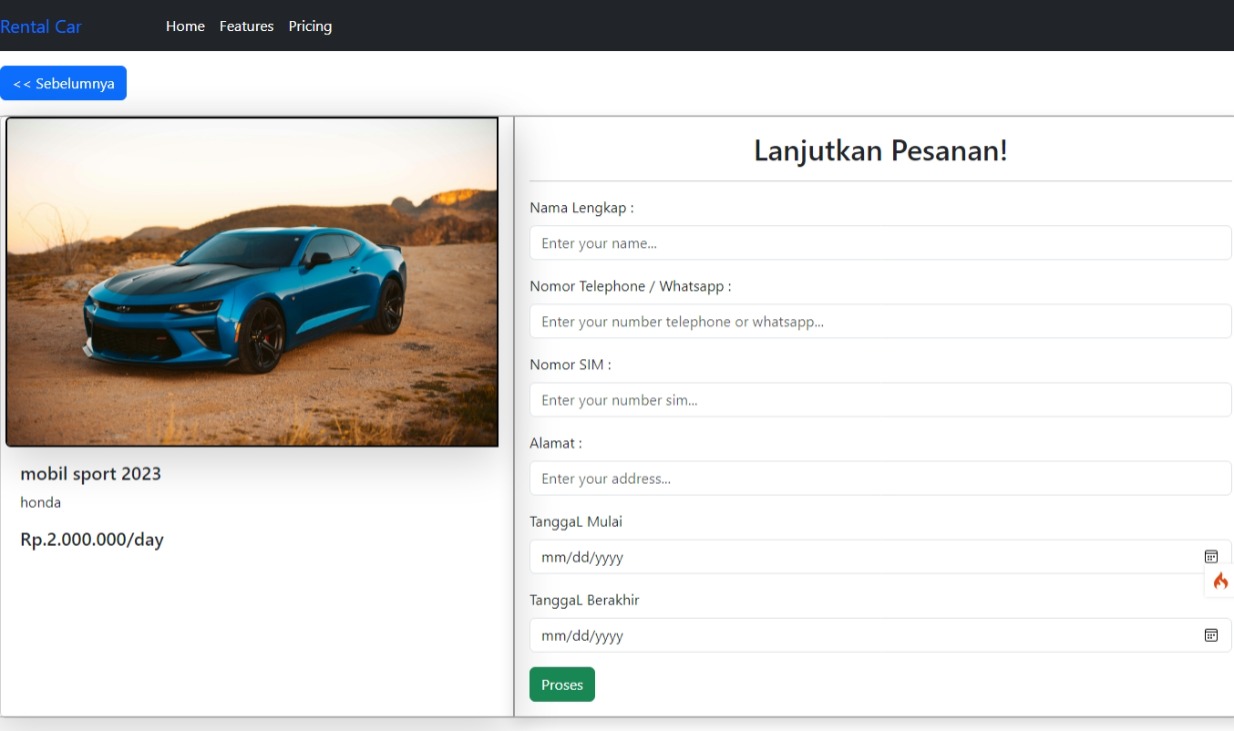 Rental Car
Home Features Pricing
<< Sebelumnya
mobil sport 2023
honda
Rp.2.000.000/day
Lanjutkan Pesanan!
Nama Lengkap :
Enter your name...
Nomor Telephone / Whatsapp :
Enter your number telephone or whatsapp...
Nomor SIM :
Enter your number sim...
Alamat :
Enter your address...
TanggaL Mulai
mm/dd/yyyy
TanggaL Berakhir
mm/dd/yyyy
Proses